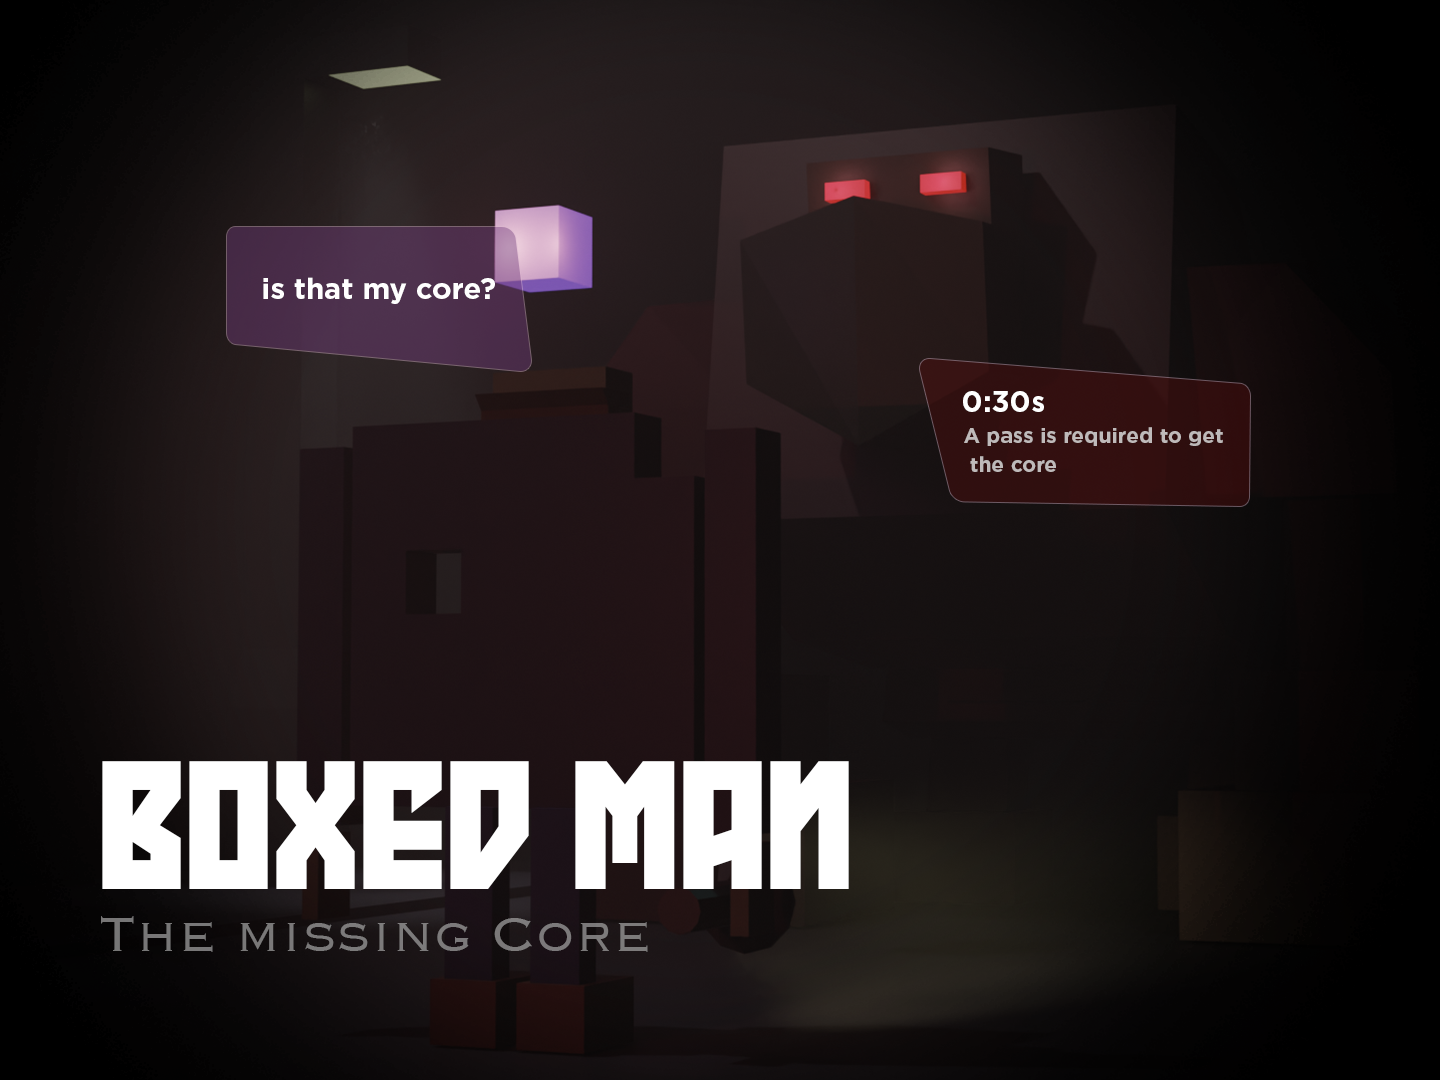 is that my core?
0:30s
A pass is required to get
the core
BOXED MAN
The missing Core